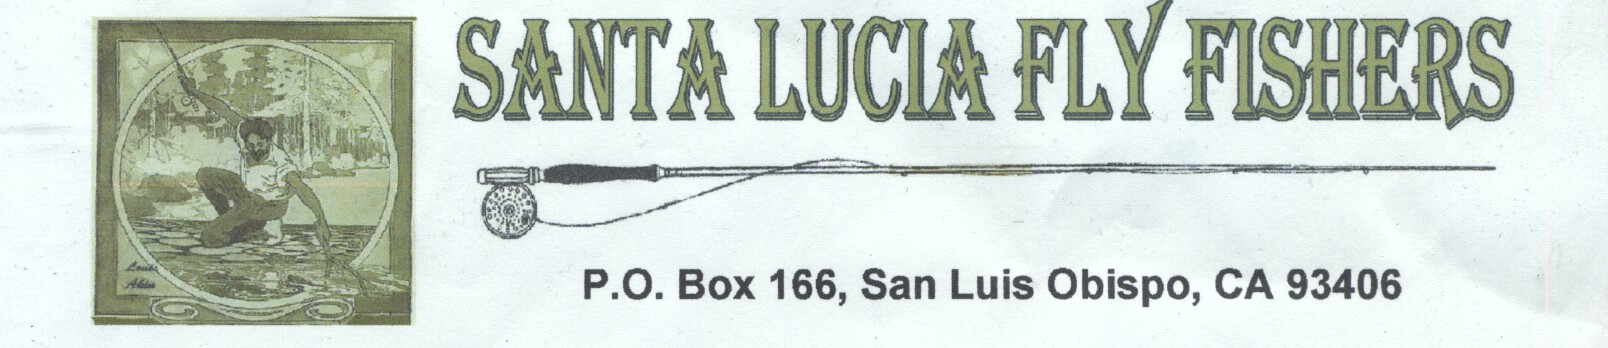 SANTA LUCIA FLY FISHERS
P.O. Box 166, San Luis Obispo, CA 93406